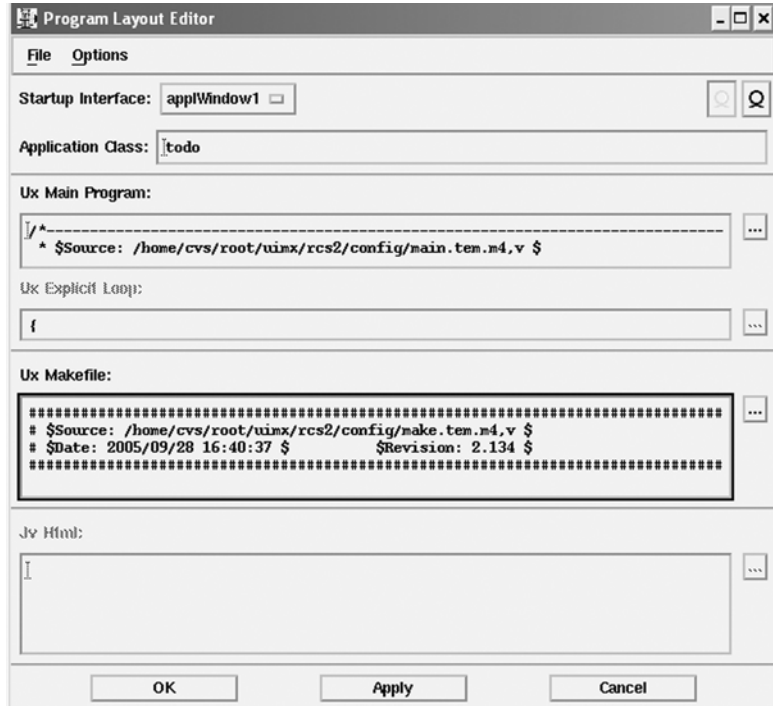 Program Layout Editor
File Options
Startup Interface: applWindow1
Application Class: todo
Ux Main Program:
/*------------------------------------------------------------------------------
* $Source: /home/cvs/root/uimx/rcs2/config/main.tem.m4,v $
Ux Explicit Loop:
{
Ux Makefile:
################################################################################
# $Source: /home/cvs/root/uimx/rcs2/config/make.tem.m4,v $
# $Date: 2005/09/28 16:40:37 $ $Revision: 2.134 $
################################################################################
Jv Html:
OK Apply Cancel